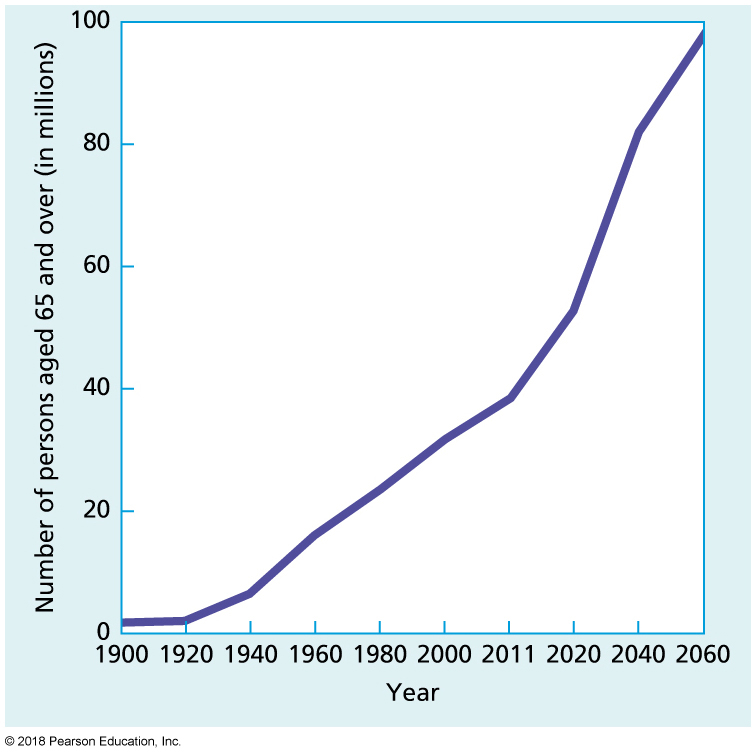 Number of persons aged 65 and over (in millions)
100
80
60
40
20
0
1900 1920 1940 1960 1980 2000 2011 2020 2040 2060
Year
© 2018 Pearson Education, Inc.